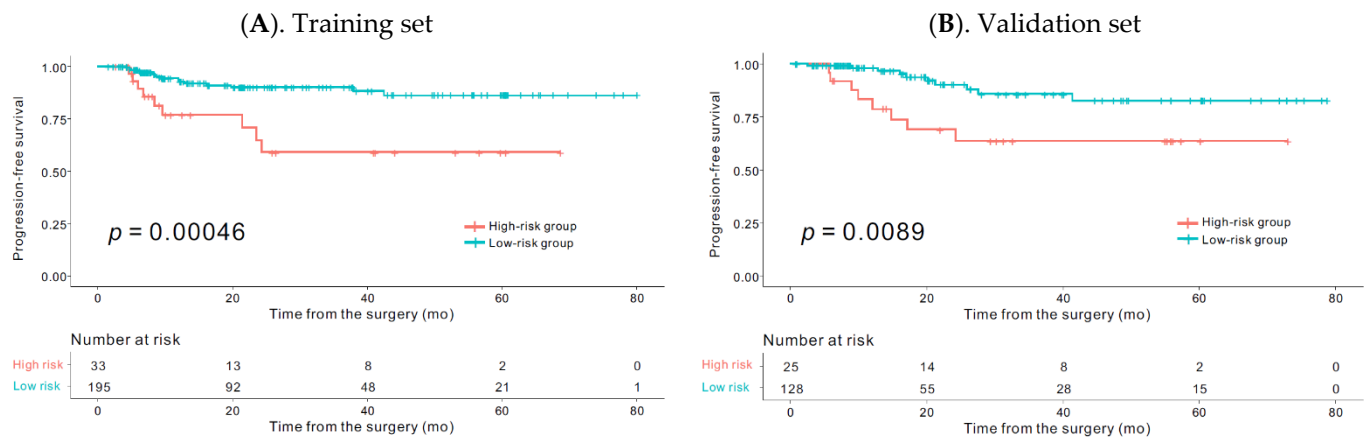 (A). Training set
1.00
0.75
0.50
0.25
0.00
Progression-free survival
p = 0.00046
High-risk group
Low-risk group
0 20 40 60 80
Time from the surgery (mo)
Number at risk
High risk 33 13 8 2 0
Low risk 195 92 48 21 1
0 20 40 60 80
Time from the surgery (mo)
(B). Validation set
1.00
0.75
0.50
0.25
0.00
Progression-free survival
p = 0.0089
High-risk group
Low-risk group
0 20 40 60 80
Time from the surgery (mo)
Number at risk
High risk 25 14 8 2 0
Low risk 128 55 28 15 0
0 20 40 60 80
Time from the surgery (mo)